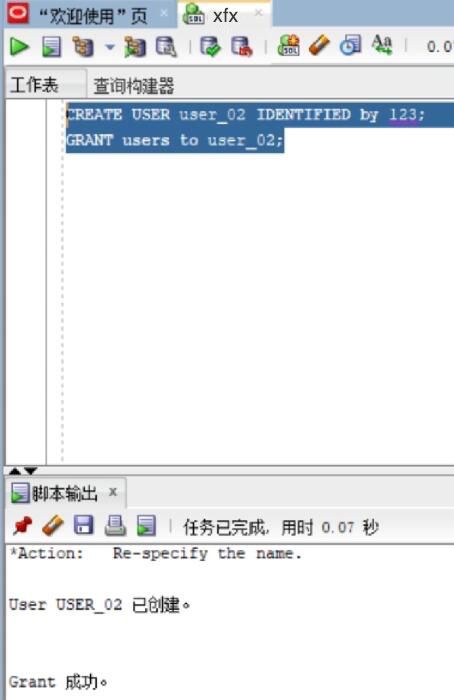 “欢迎使用”页 xfx
0.0
工作表 查询构建器
CREATE USER user_02 IDENTIFIED by 123;
GRANT users to user_02;
脚本输出
任务已完成, 用时 0.07 秒
*Action: Re-specify the name.
User USER_02 已创建。
Grant 成功。